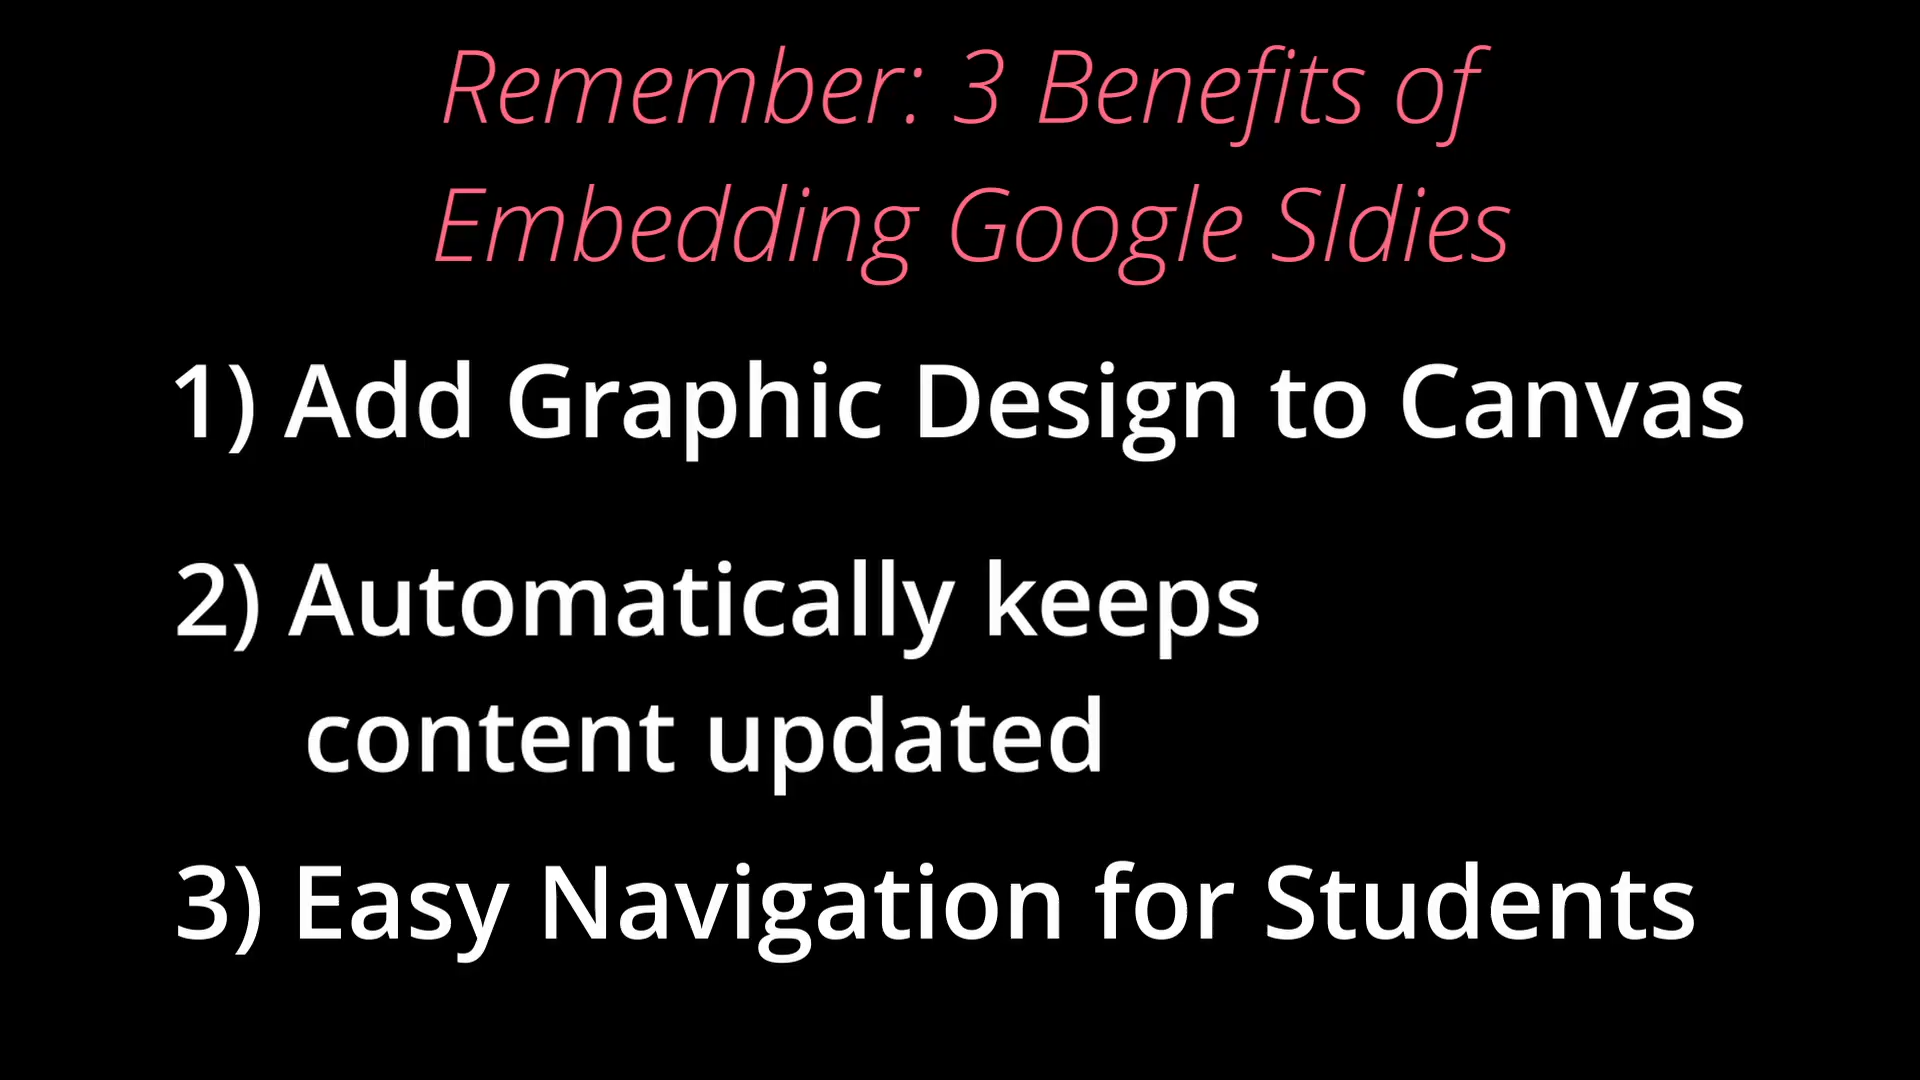 Remember: 3 Benefits of
Embedding Google Sldies
1) Add Graphic Design to Canvas
2) Automatically keeps
content updated
3) Easy Navigation for Students